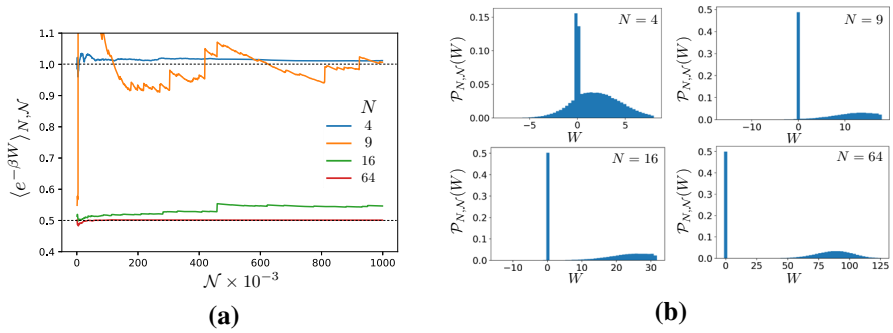 (a)
1.1
1.0
0.9
0.8
0.7
0.6
0.5
0.4
⟨e^{−βW}⟩_{N,𝒩}
N
4
9
16
64
0 200 400 600 800 1000
𝒩 × 10^{−3}
(a)
(b)
N = 4
0.15
0.10
0.05
0.00
𝒫_{N,𝒩}(W)
−5 0 5
W
N = 9
0.5
0.4
0.3
0.2
0.1
0.0
𝒫_{N,𝒩}(W)
−10 0 10
W
N = 16
0.5
0.4
0.3
0.2
0.1
0.0
𝒫_{N,𝒩}(W)
−10 0 10 20 30
W
N = 64
0.5
0.4
0.3
0.2
0.1
0.0
𝒫_{N,𝒩}(W)
0 25 50 75 100 125
W
(b)